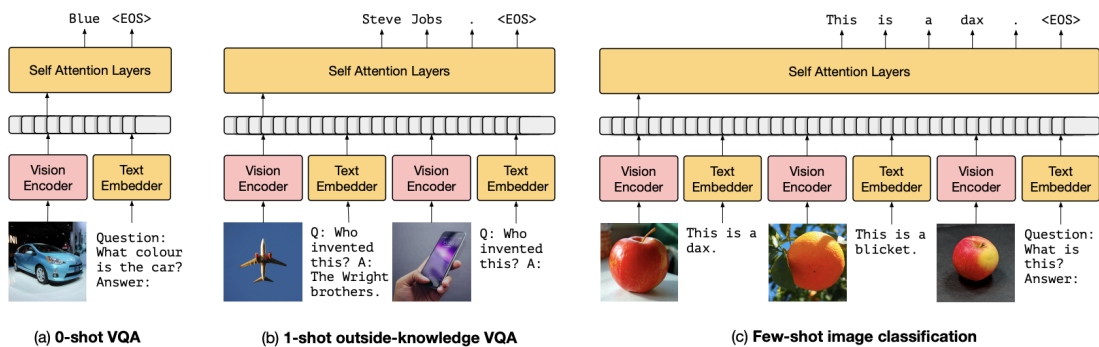 Blue <EOS>
Self Attention Layers
Vision
Encoder
Text
Embedder
Question:
What colour
is the car?
Answer:
(a) 0-shot VQA
Steve Jobs . <EOS>
Self Attention Layers
Vision
Encoder
Text
Embedder
Vision
Encoder
Text
Embedder
Q: Who
invented
this? A:
The Wright
brothers.
Q: Who
invented
this? A:
(b) 1-shot outside-knowledge VQA
This is a dax . <EOS>
Self Attention Layers
Vision
Encoder
Text
Embedder
Vision
Encoder
Text
Embedder
Vision
Encoder
Text
Embedder
This is a
dax.
This is a
blicket.
Question:
What is
this?
Answer:
(c) Few-shot image classification